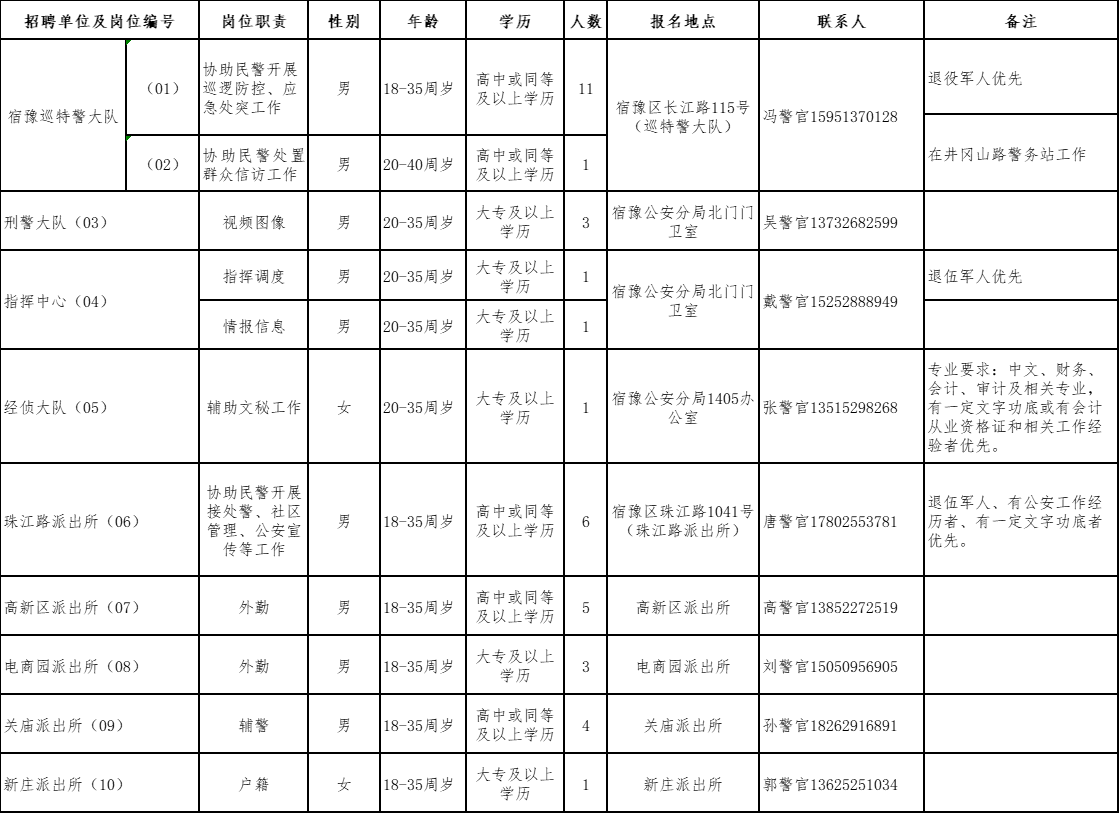 招聘单位及岗位编号 岗位职责 性别 年龄 学历 人数 报名地点 联系人 备注
宿豫巡特警大队
（01）
协助民警开展
巡逻防控、应
急处突工作
男
18-35周岁
高中或同等
及以上学历
11
宿豫区长江路115号
（巡特警大队）
冯警官15951370128
退役军人优先
（02）
协助民警处置
群众信访工作
男
20-40周岁
高中或同等
及以上学历
1
在井冈山路警务站工作
刑警大队（03）
视频图像
男
20-35周岁
大专及以上
学历
3
宿豫公安分局北门门
卫室
吴警官13732682599
指挥中心（04）
指挥调度
男
20-35周岁
大专及以上
学历
1
宿豫公安分局北门门
卫室
戴警官15252888949
退伍军人优先
情报信息
男
20-35周岁
大专及以上
学历
1
经侦大队（05）
辅助文秘工作
女
20-35周岁
大专及以上
学历
1
宿豫公安分局1405办
公室
张警官13515298268
专业要求：中文、财务、
会计、审计及相关专业，
有一定文字功底或有会计
从业资格证和相关工作经
验者优先。
珠江路派出所（06）
协助民警开展
接处警、社区
管理、公安宣
传等工作
男
18-35周岁
高中或同等
及以上学历
6
宿豫区珠江路1041号
（珠江路派出所）
唐警官17802553781
退伍军人、有公安工作经
历者、有一定文字功底者
优先。
高新区派出所（07）
外勤
男
18-35周岁
高中或同等
及以上学历
5
高新区派出所
高警官13852272519
电商园派出所（08）
外勤
男
18-35周岁
大专及以上
学历
3
电商园派出所
刘警官15050956905
关庙派出所（09）
辅警
男
18-35周岁
高中或同等
及以上学历
4
关庙派出所
孙警官18262916891
新庄派出所（10）
户籍
女
18-35周岁
大专及以上
学历
1
新庄派出所
郭警官13625251034